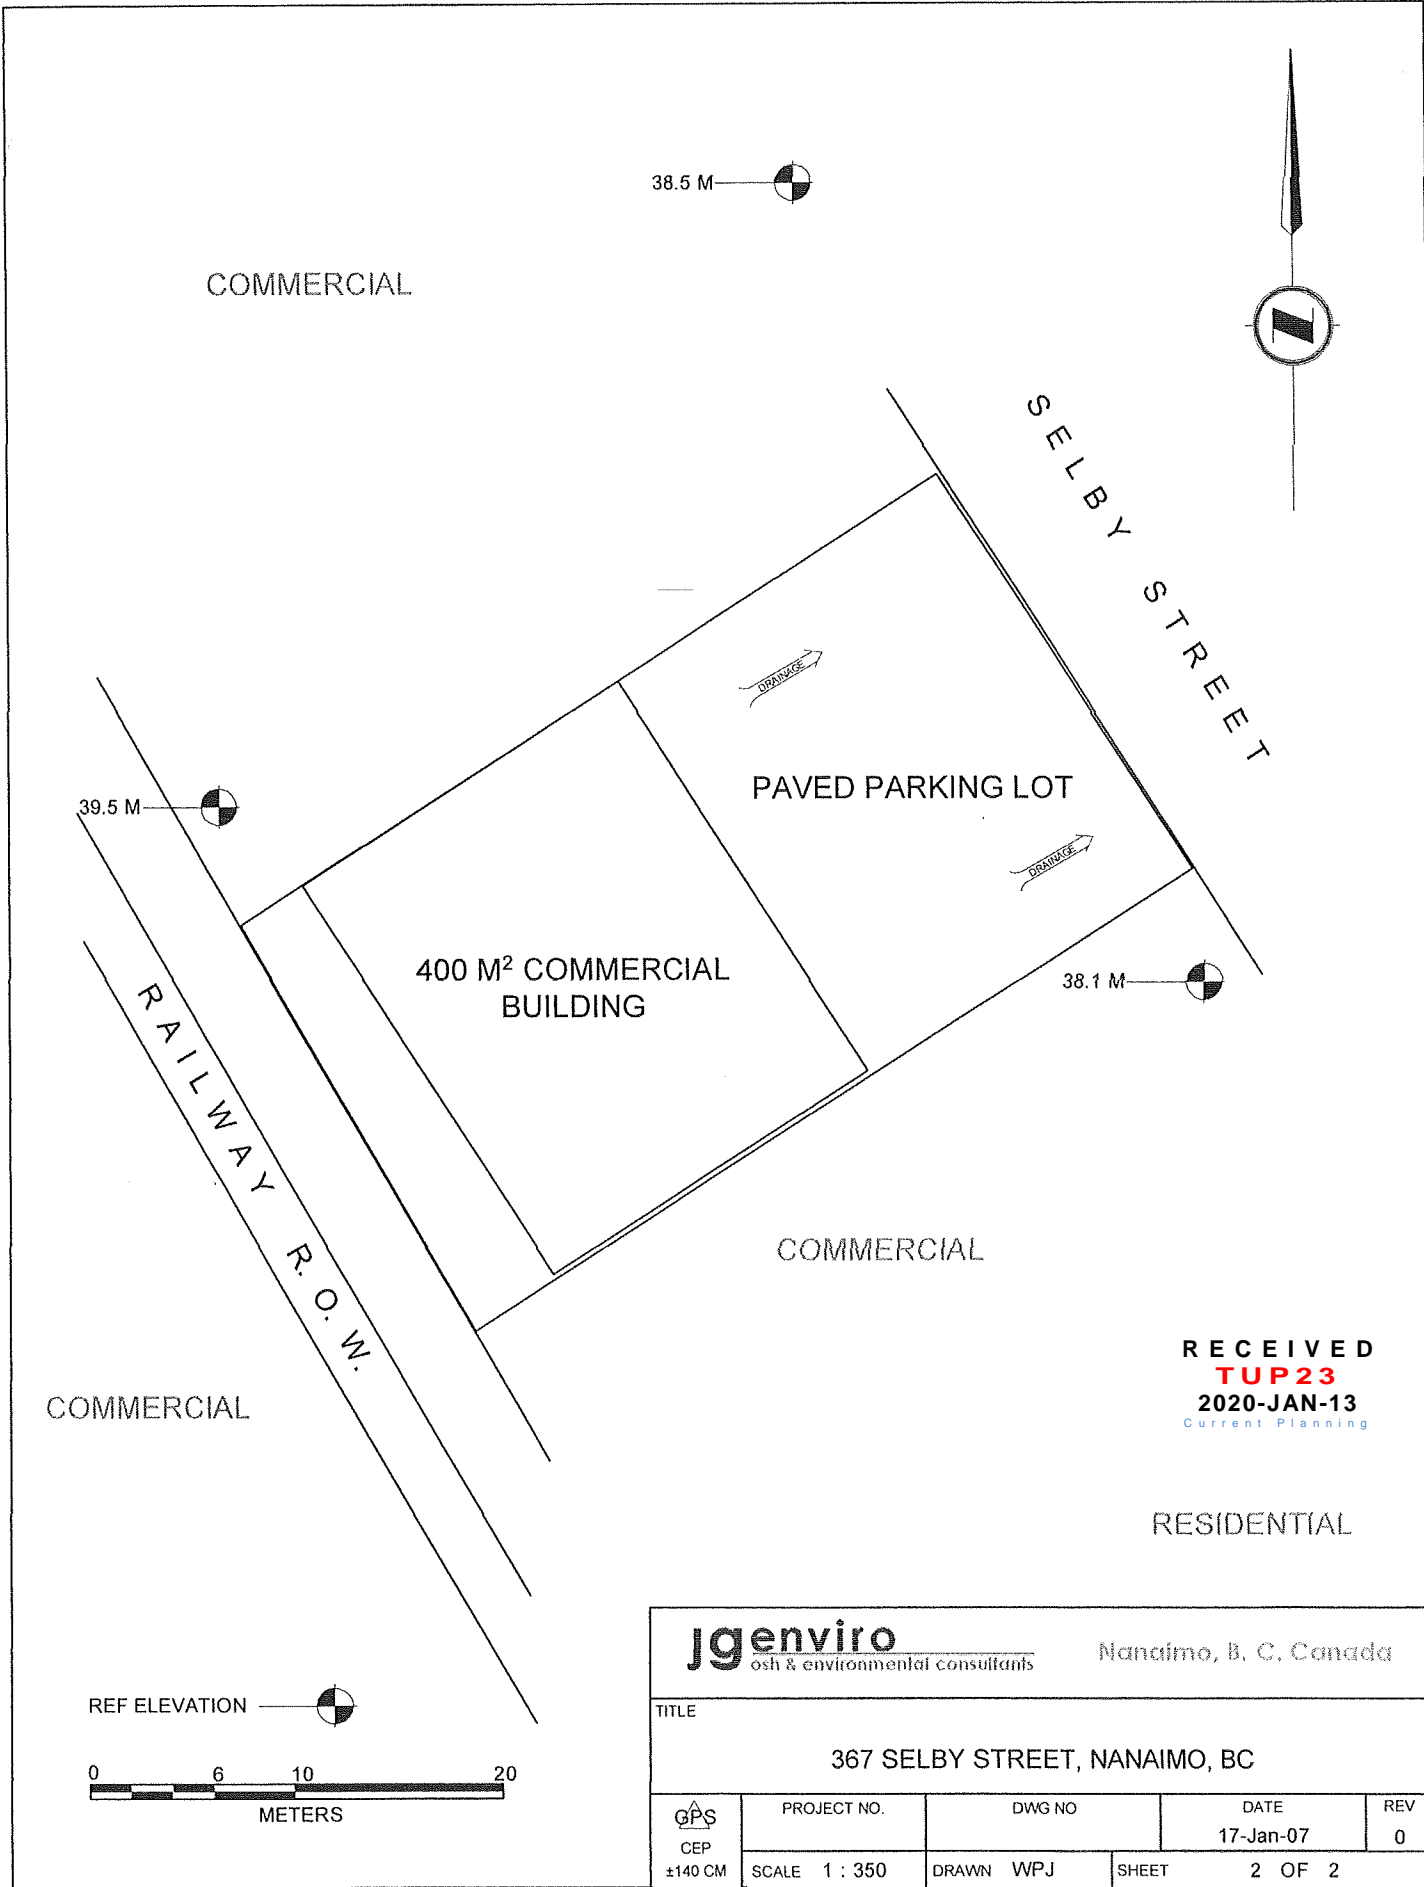 38.5 M
COMMERCIAL
N
SELBY STREET
DRAINAGE
39.5 M
PAVED PARKING LOT
DRAINAGE
400 M² COMMERCIAL
BUILDING
38.1 M
RAILWAY R.O.W.
COMMERCIAL
RECEIVED
TUP23
2020-JAN-13
Current Planning
COMMERCIAL
RESIDENTIAL
jgenviro
osh & environmental consultants
Nanaimo, B. C. Canada
REF ELEVATION
TITLE
367 SELBY STREET, NANAIMO, BC
0 6 10 20
METERS
GPS
CEP
±140 CM
PROJECT NO.
DWG NO
DATE
17-Jan-07
REV
0
SCALE 1 : 350
DRAWN WPJ
SHEET 2 OF 2